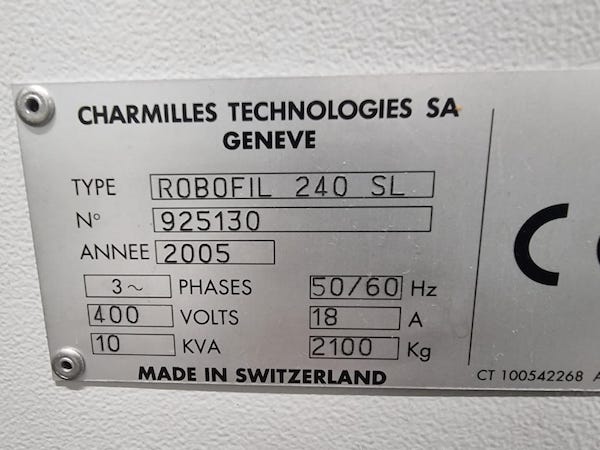 CHARMILLES TECHNOLOGIES SA
GENEVE
TYPE ROBOFIL 240 SL
N° 925130
ANNEE 2005
3~ PHASES 50/60 Hz
400 VOLTS 18 A
10 KVA 2100 Kg
MADE IN SWITZERLAND
CT 100542268